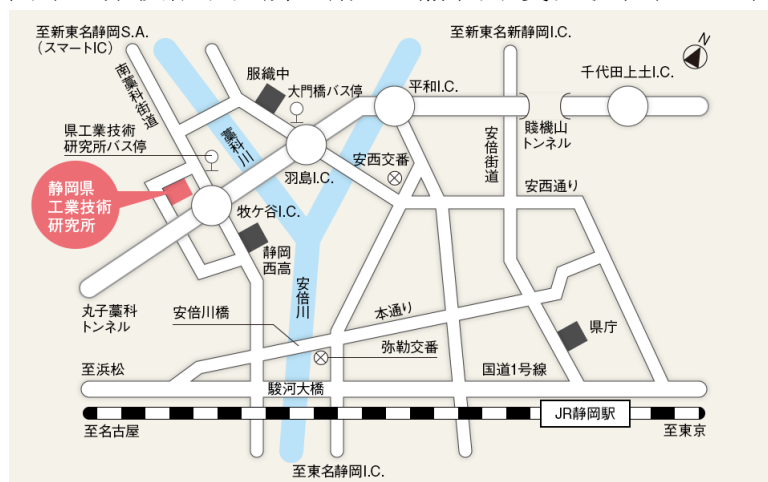 至新東名静岡S.A.
（スマートIC）
至新東名新静岡I.C.
N
南藁科街道
服織中
大門橋バス停
平和I.C.
千代田上土I.C.
県工業技術
研究所バス停
藁科川
安西交番
安倍街道
賤機山
トンネル
羽島I.C.
安西通り
静岡県
工業技術
研究所
牧ケ谷I.C.
静岡
西高
安倍川
丸子藁科
トンネル
安倍川橋
本通り
県庁
弥勒交番
至浜松
国道1号線
駿河大橋
JR静岡駅
至名古屋
至東京
至東名静岡I.C.